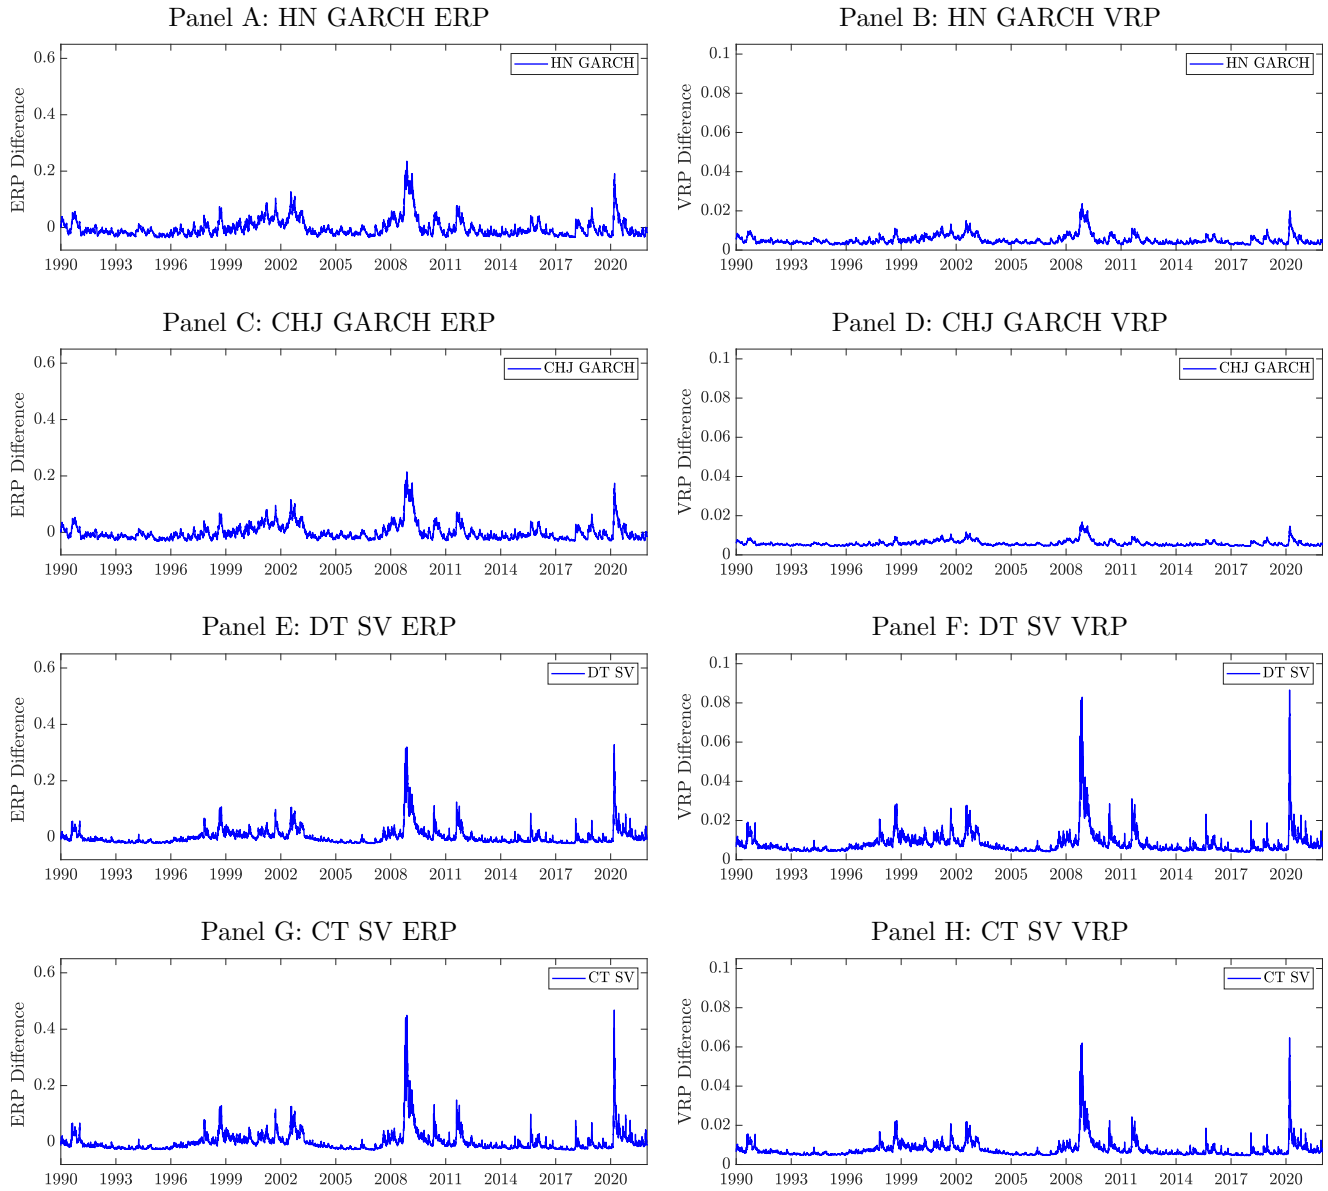 Panel A: HN GARCH ERP
ERP Difference
0.6
0.4
0.2
0
HN GARCH
1990 1993 1996 1999 2002 2005 2008 2011 2014 2017 2020
Panel B: HN GARCH VRP
VRP Difference
0.1
0.08
0.06
0.04
0.02
0
HN GARCH
1990 1993 1996 1999 2002 2005 2008 2011 2014 2017 2020
Panel C: CHJ GARCH ERP
ERP Difference
0.6
0.4
0.2
0
CHJ GARCH
1990 1993 1996 1999 2002 2005 2008 2011 2014 2017 2020
Panel D: CHJ GARCH VRP
VRP Difference
0.1
0.08
0.06
0.04
0.02
0
CHJ GARCH
1990 1993 1996 1999 2002 2005 2008 2011 2014 2017 2020
Panel E: DT SV ERP
ERP Difference
0.6
0.4
0.2
0
DT SV
1990 1993 1996 1999 2002 2005 2008 2011 2014 2017 2020
Panel F: DT SV VRP
VRP Difference
0.1
0.08
0.06
0.04
0.02
0
DT SV
1990 1993 1996 1999 2002 2005 2008 2011 2014 2017 2020
Panel G: CT SV ERP
ERP Difference
0.6
0.4
0.2
0
CT SV
1990 1993 1996 1999 2002 2005 2008 2011 2014 2017 2020
Panel H: CT SV VRP
VRP Difference
0.1
0.08
0.06
0.04
0.02
0
CT SV
1990 1993 1996 1999 2002 2005 2008 2011 2014 2017 2020